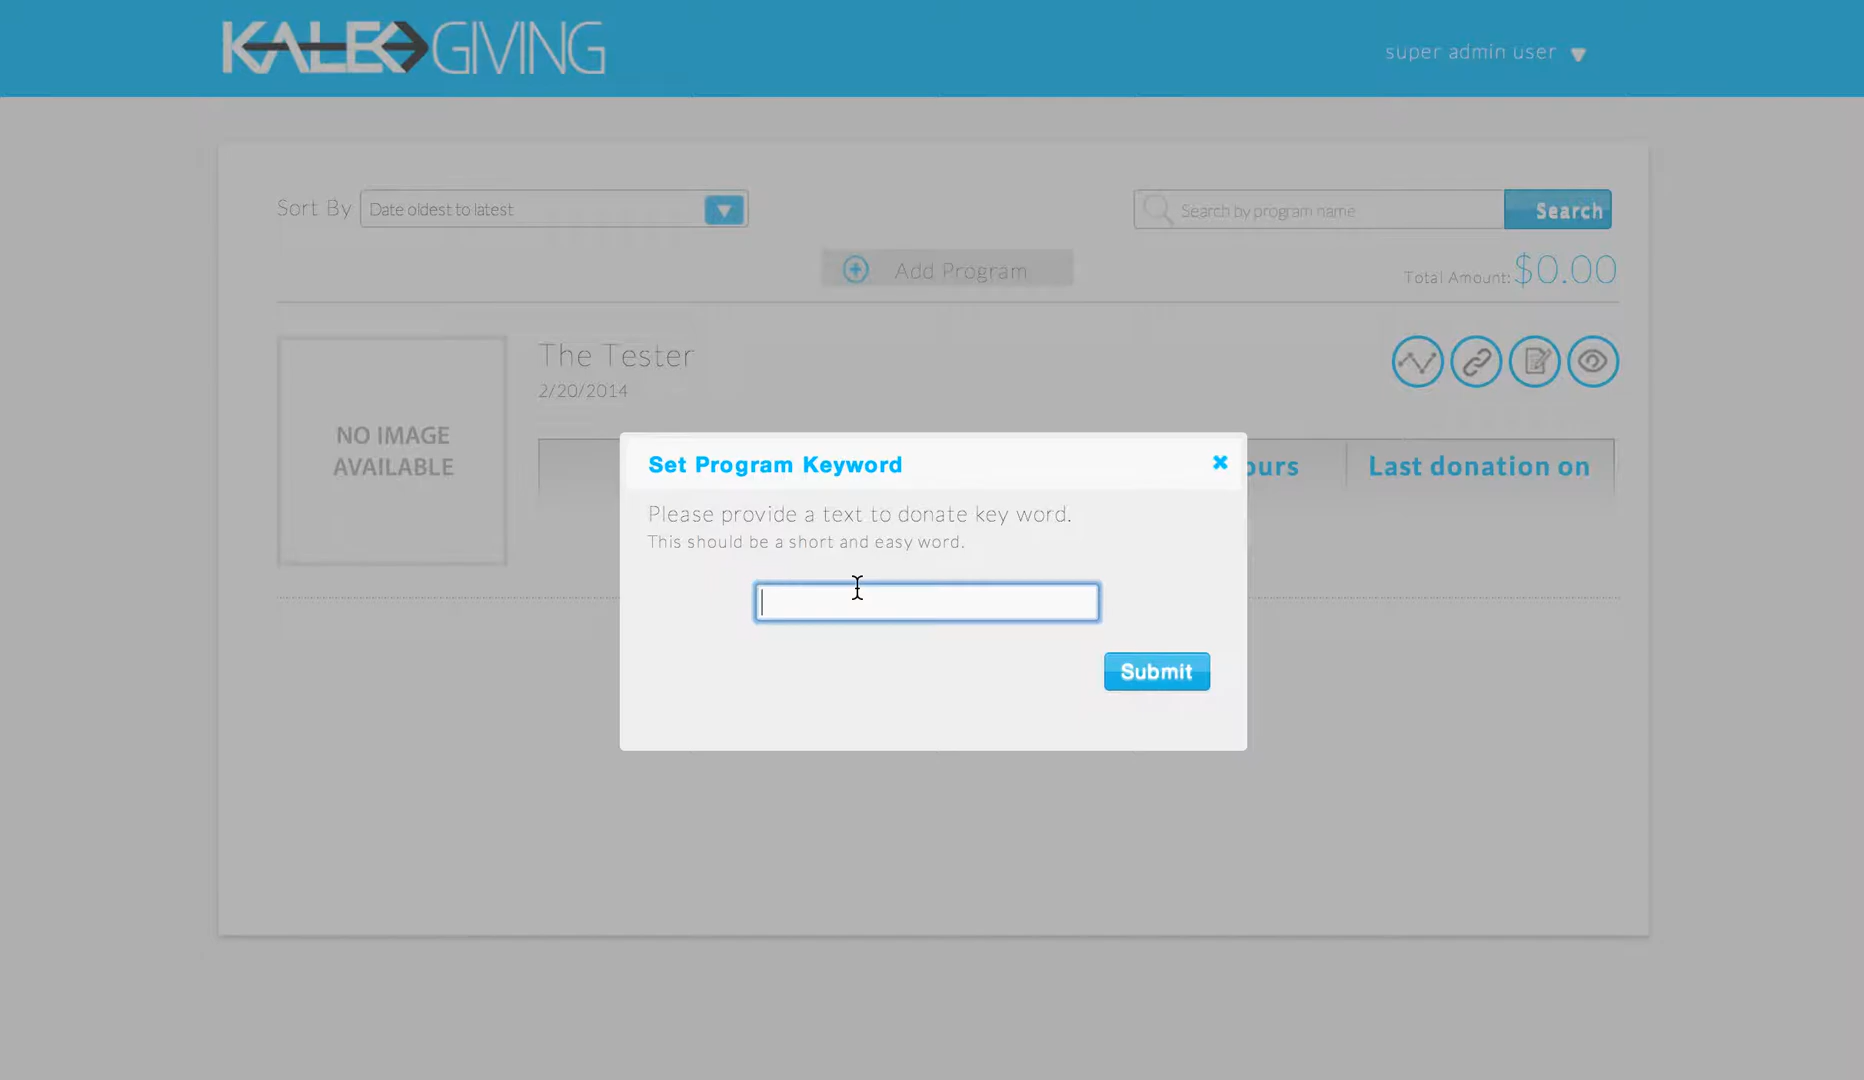 KALEO GIVING
super admin user
Sort By Date oldest to latest
Search by program name Search
Add Program
Total Amount: $0.00
The Tester
2/20/2014
NO IMAGE
AVAILABLE
ours Last donation on
Set Program Keyword
Please provide a text to donate key word.
This should be a short and easy word.
Submit